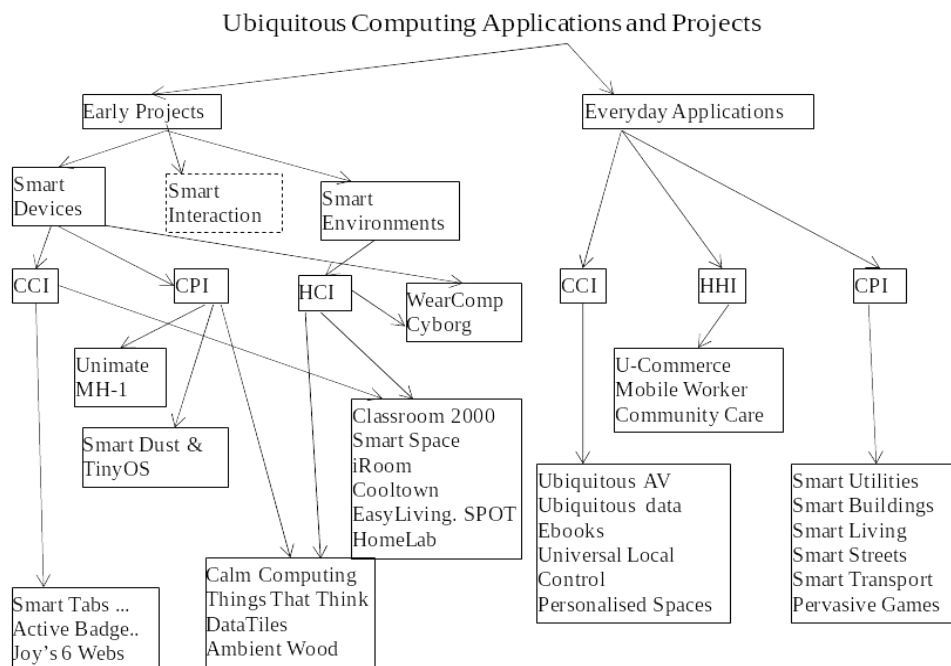 Ubiquitous Computing Applications and Projects
Early Projects
Everyday Applications
Smart
Devices
Smart
Interaction
Smart
Environments
CCI
CPI
HCI
WearComp
Cyborg
CCI
HHI
CPI
Unimate
MH-1
U-Commerce
Mobile Worker
Community Care
Smart Dust &
TinyOS
Classroom 2000
Smart Space
iRoom
Cooltown
EasyLiving. SPOT
HomeLab
Ubiquitous AV
Ubiquitous data
Ebooks
Universal Local
Control
Personalised Spaces
Smart Utilities
Smart Buildings
Smart Living
Smart Streets
Smart Transport
Pervasive Games
Smart Tabs ...
Active Badge..
Joy's 6 Webs
Calm Computing
Things That Think
DataTiles
Ambient Wood